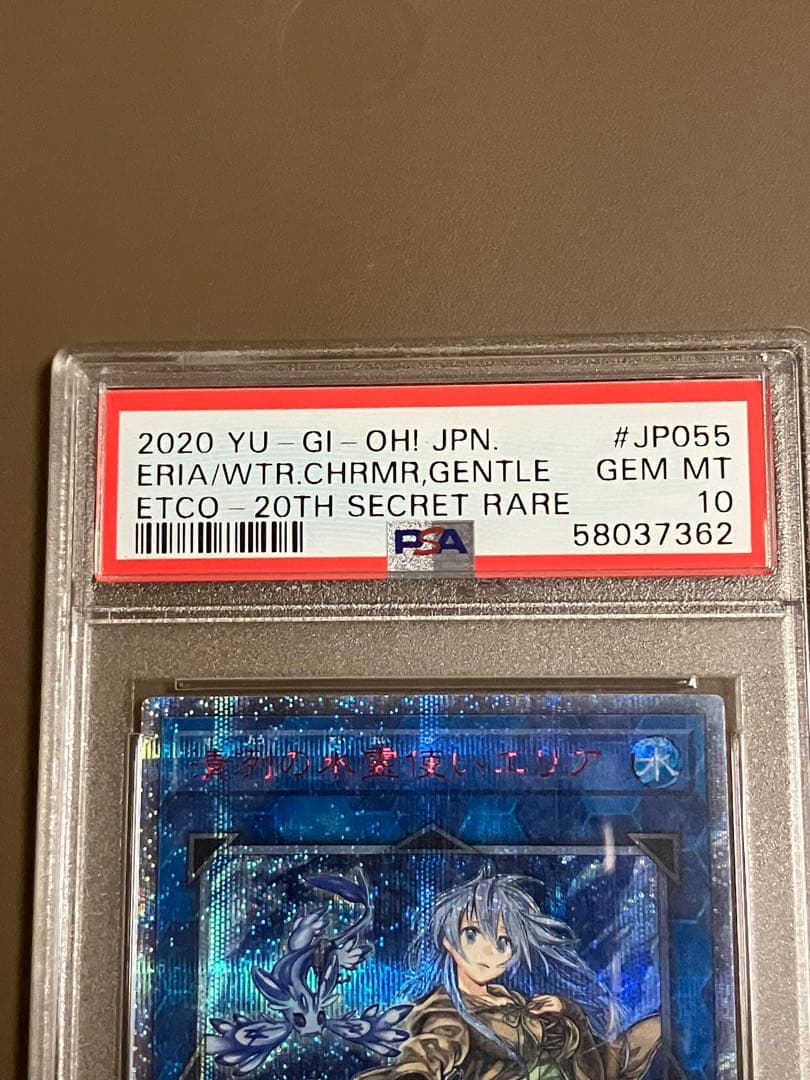 2020 YU-GI-OH! JPN. #JP055
ERIA/WTR.CHRMR,GENTLE GEM MT
ETCO-20TH SECRET RARE 10
PSA 58037362
清冽の水霊使いエリア 水